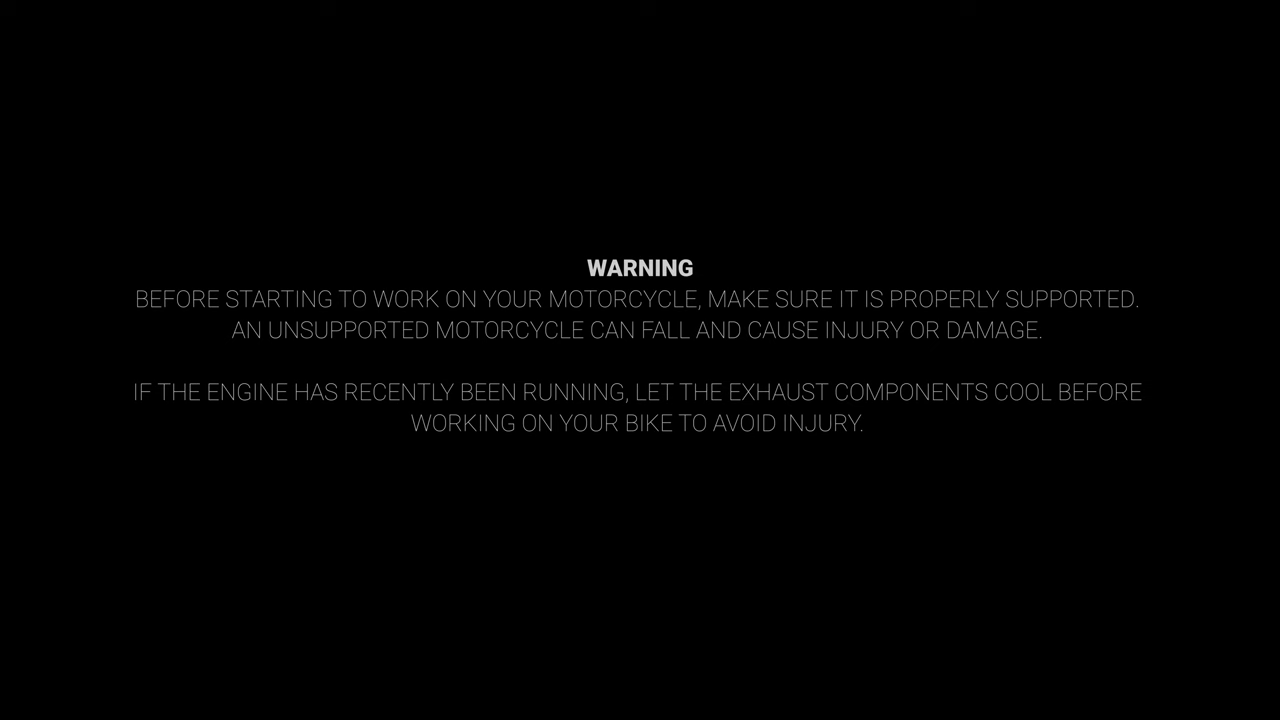 WARNING
BEFORE STARTING TO WORK ON YOUR MOTORCYCLE, MAKE SURE IT IS PROPERLY SUPPORTED.
AN UNSUPPORTED MOTORCYCLE CAN FALL AND CAUSE INJURY OR DAMAGE.
IF THE ENGINE HAS RECENTLY BEEN RUNNING, LET THE EXHAUST COMPONENTS COOL BEFORE
WORKING ON YOUR BIKE TO AVOID INJURY.